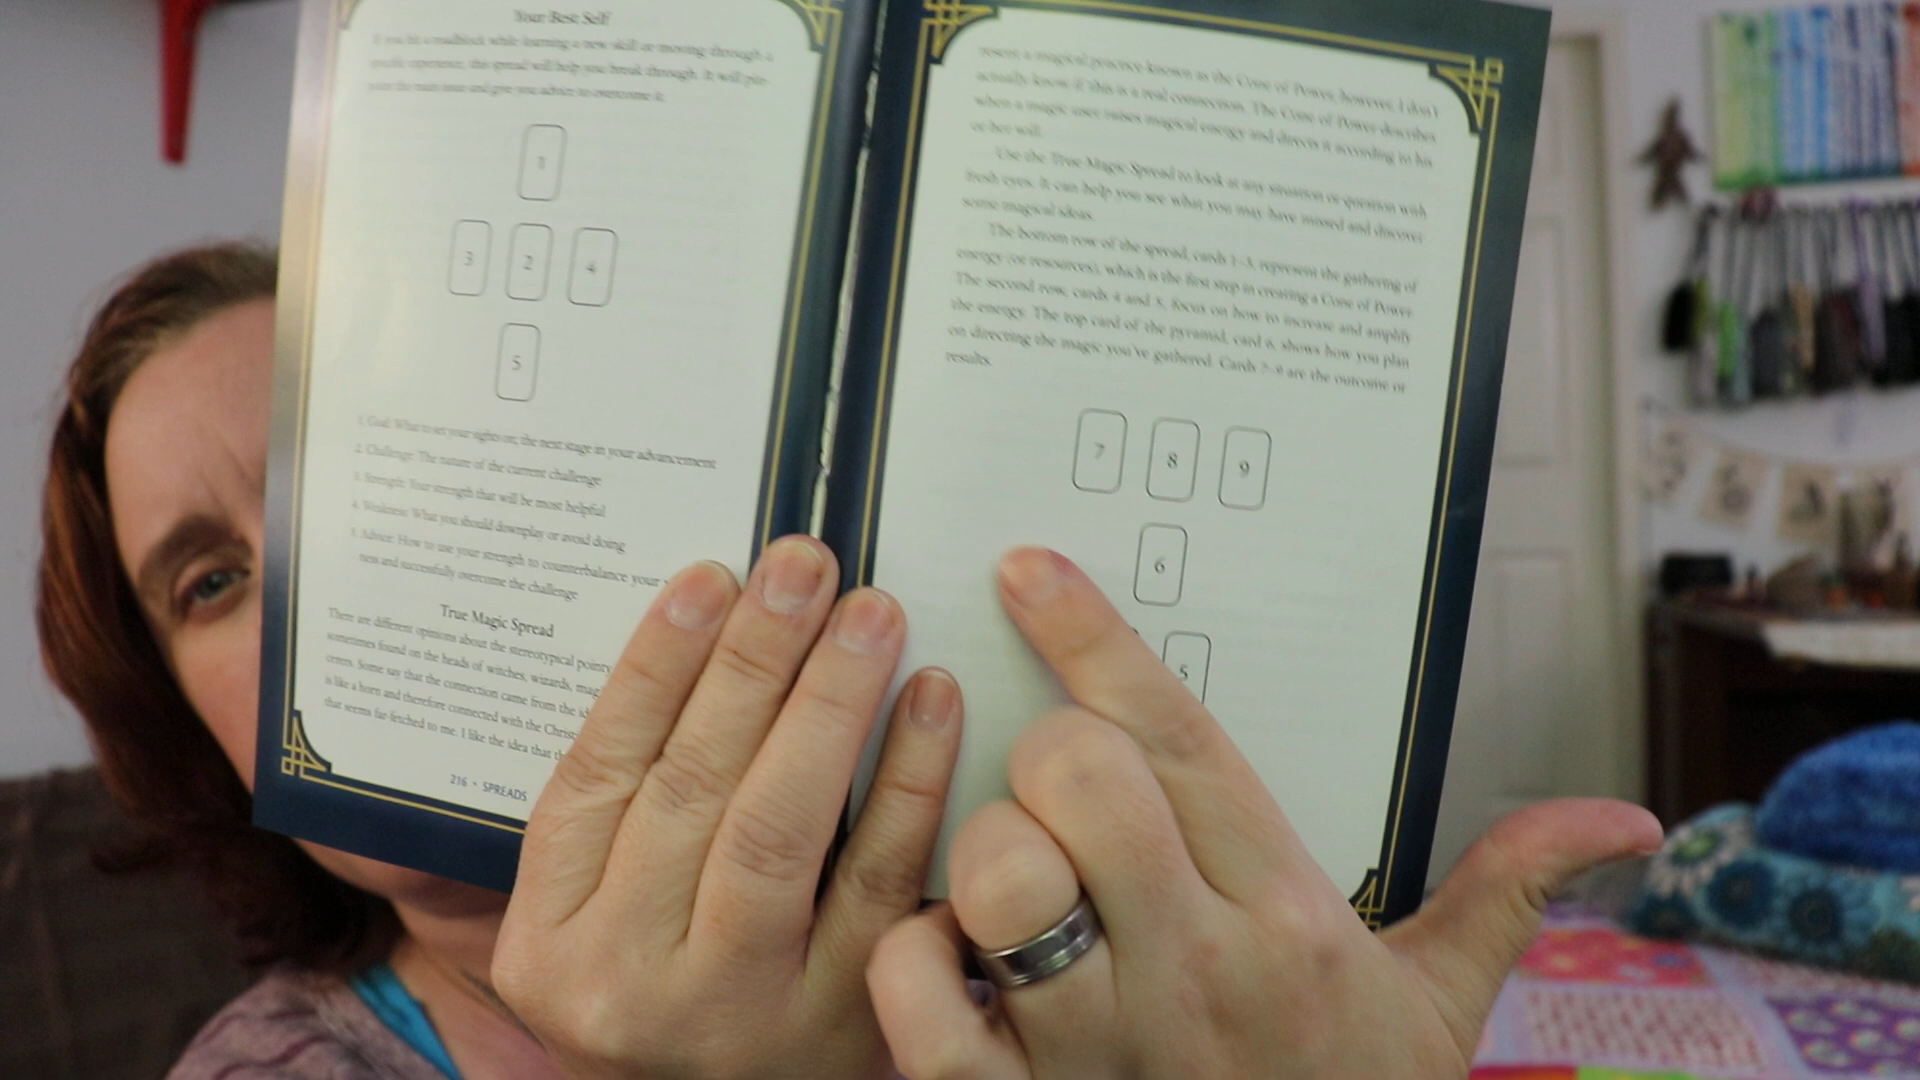 Your Best Self
If you hit a roadblock while learning a new skill or moving through a
specific experience, this spread will help you break through. It will pin-
point the main issue and give you advice to overcome it.
1
3 2 4
5
1. Goal: What to set your sights on; the next stage in your advancement
2. Challenge: The nature of the current challenge
3. Strength: Your strength that will be most helpful
4. Weakness: What you should downplay or avoid doing
5. Advice: How to use your strength to counterbalance your
ness and successfully overcome the challenge
True Magic Spread
There are different opinions about the stereotypical pointy
sometimes found on the heads of witches, wizards, mag
Some say that the connection came from the
is like a horn and therefore connected with the Christ
that seems far-fetched to me. I like the idea that
216 • SPREADS
resent a magical practice known as the Cone of Power; however, I don't
actually know if this is a real connection. The Cone of Power describes
when a magic user raises magical energy and directs it according to his
or her will.
Use the True Magic Spread to look at any situation or question with
fresh eyes. It can help you see what you may have missed and discover
some magical ideas.
The bottom row of the spread, cards 1–3, represent the gathering of
energy (or resources), which is the first step in creating a Cone of Power.
The second row, cards 4 and 5, focus on how to increase and amplify
the energy. The top card of the pyramid, card 6, shows how you plan
on directing the magic you've gathered. Cards 7–9 are the outcome or
results.
7 8 9
6
5